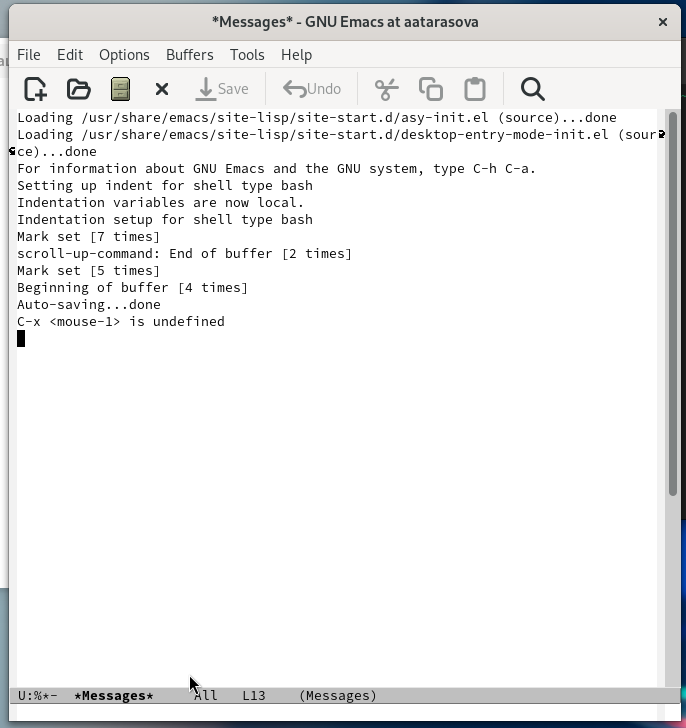 *Messages* - GNU Emacs at aatarasova
File Edit Options Buffers Tools Help
Save Undo
Loading /usr/share/emacs/site-lisp/site-start.d/asy-init.el (source)...done
Loading /usr/share/emacs/site-lisp/site-start.d/desktop-entry-mode-init.el (sour
ce)...done
For information about GNU Emacs and the GNU system, type C-h C-a.
Setting up indent for shell type bash
Indentation variables are now local.
Indentation setup for shell type bash
Mark set [7 times]
scroll-up-command: End of buffer [2 times]
Mark set [5 times]
Beginning of buffer [4 times]
Auto-saving...done
C-x <mouse-1> is undefined
U:%*- *Messages* All L13 (Messages)